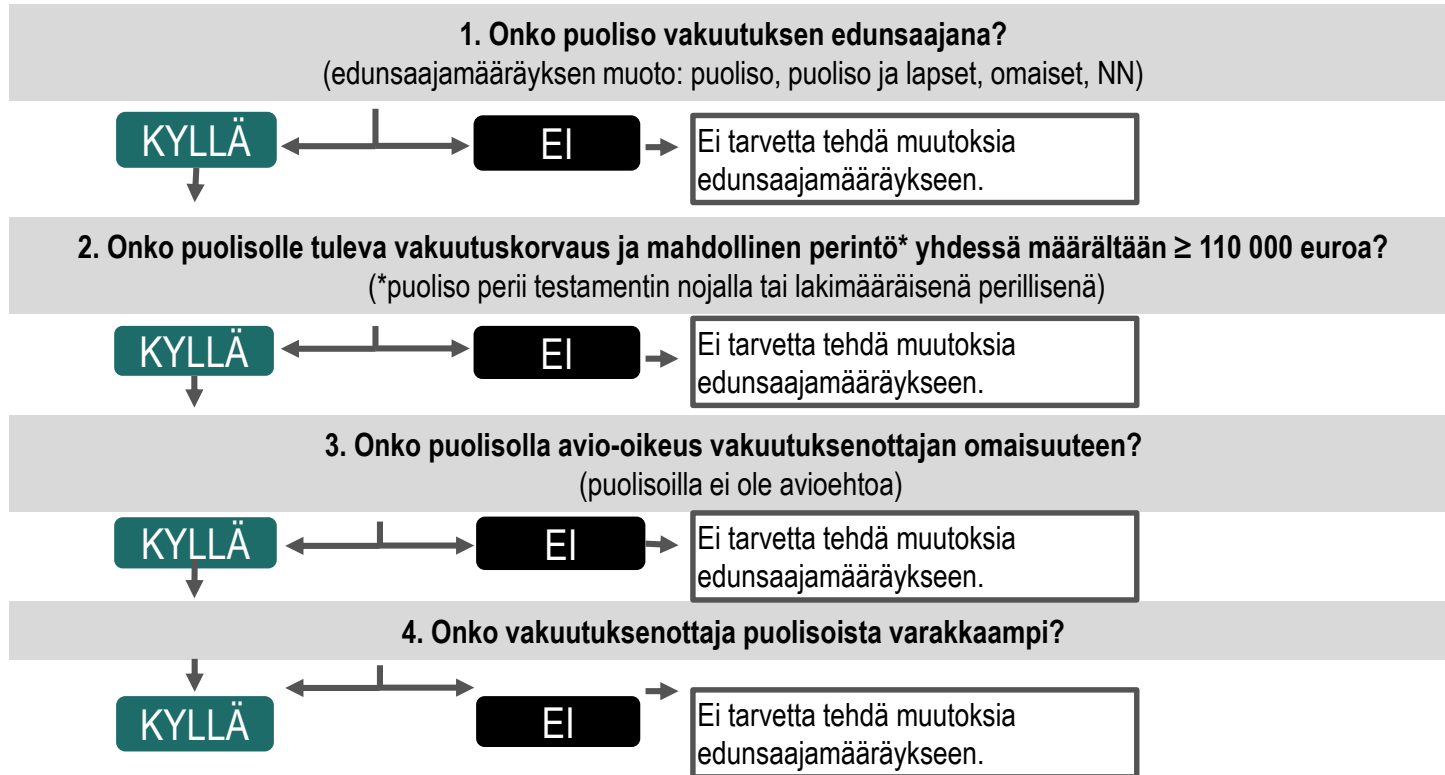 1. Onko puoliso vakuutuksen edunsaajana?
(edunsaajamääräyksen muoto: puoliso, puoliso ja lapset, omaiset, NN)
KYLLÄ
EI
Ei tarvetta tehdä muutoksia
edunsaajamääräykseen.
2. Onko puolisolle tuleva vakuutuskorvaus ja mahdollinen perintö* yhdessä määrältään ≥ 110 000 euroa?
(*puoliso perii testamentin nojalla tai lakimääräisenä perillisenä)
KYLLÄ
EI
Ei tarvetta tehdä muutoksia
edunsaajamääräykseen.
3. Onko puolisolla avio-oikeus vakuutuksenottajan omaisuuteen?
(puolisoilla ei ole avioehtoa)
KYLLÄ
EI
Ei tarvetta tehdä muutoksia
edunsaajamääräykseen.
4. Onko vakuutuksenottaja puolisoista varakkaampi?
KYLLÄ
EI
Ei tarvetta tehdä muutoksia
edunsaajamääräykseen.